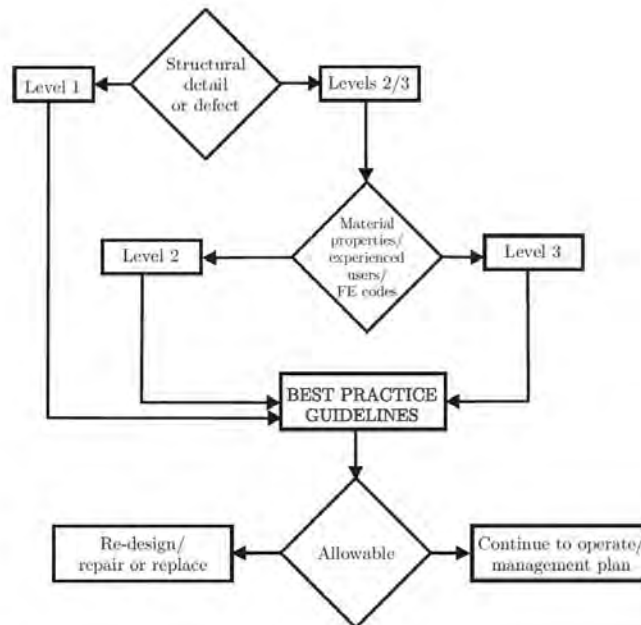 Structural
detail
or defect
Level 1
Levels 2/3
Material
properties/
experienced
users/
FE codes
Level 2
Level 3
BEST PRACTICE
GUIDELINES
Allowable
Re-design/
repair or replace
Continue to operate/
management plan